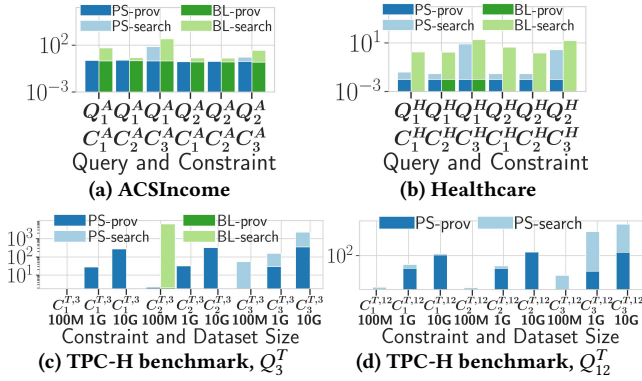 PS-prov BL-prov
PS-search BL-search
10^2
10^-3
Q_1^A Q_1^A Q_1^A Q_2^A Q_2^A Q_2^A
C_1^A C_2^A C_3^A C_1^A C_2^A C_3^A
Query and Constraint
(a) ACSIncome
PS-prov BL-prov
PS-search BL-search
10^1
10^-3
Q_1^H Q_1^H Q_1^H Q_2^H Q_2^H Q_2^H
C_1^H C_2^H C_3^H C_1^H C_2^H C_3^H
Query and Constraint
(b) Healthcare
PS-prov BL-prov
PS-search BL-search
10^3
10^2
10^1
C_1^{T,3} C_1^{T,3} C_1^{T,3} C_2^{T,3} C_2^{T,3} C_2^{T,3} C_3^{T,3} C_3^{T,3} C_3^{T,3}
100M 1G 10G 100M 1G 10G 100M 1G 10G
Constraint and Dataset Size
(c) TPC-H benchmark, Q_3^T
PS-prov PS-search
10^2
C_1^{T,12} C_1^{T,12} C_1^{T,12} C_2^{T,12} C_2^{T,12} C_2^{T,12} C_3^{T,12} C_3^{T,12} C_3^{T,12}
100M 1G 10G 100M 1G 10G 100M 1G 10G
Constraint and Dataset Size
(d) TPC-H benchmark, Q_12^T